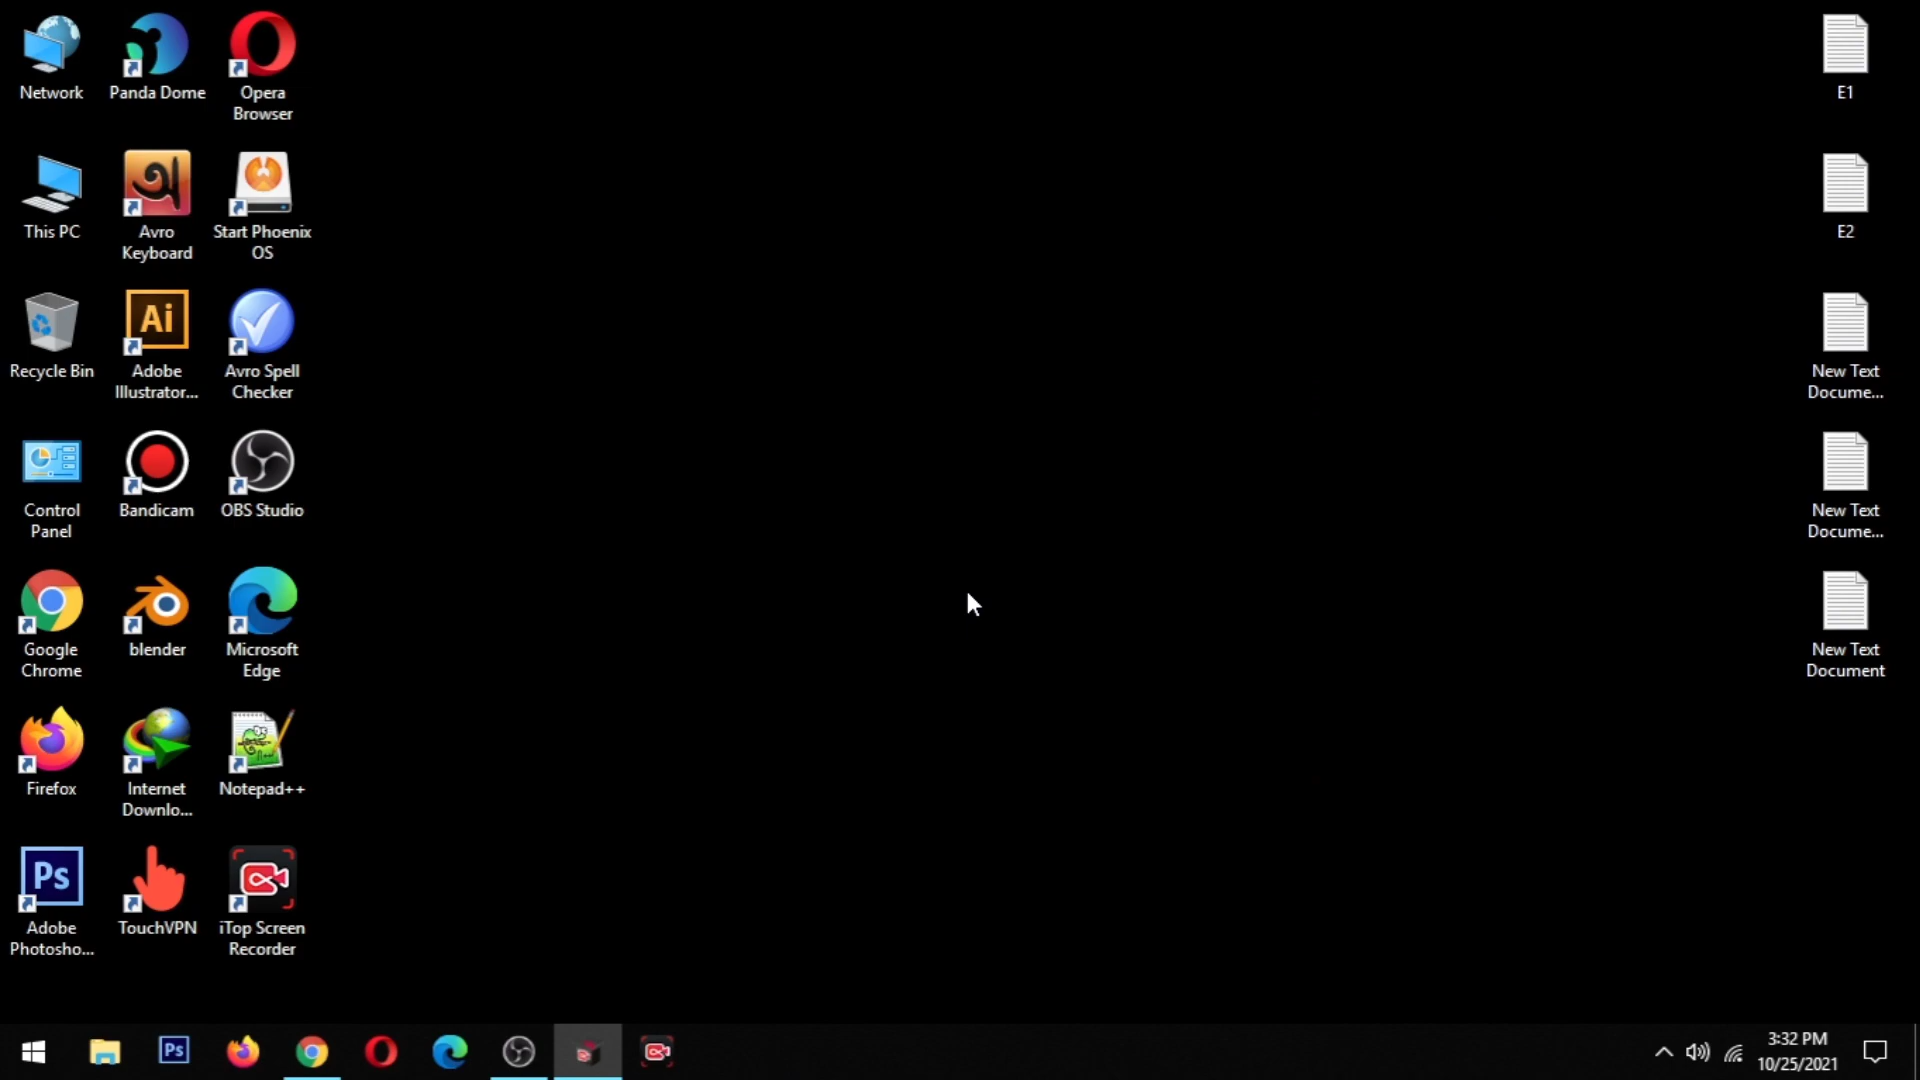 Network
Panda Dome
Opera
Browser
E1
This PC
অ
Avro
Keyboard
Start Phoenix
OS
E2
Recycle Bin
Ai
Adobe
Illustrator...
Avro Spell
Checker
New Text
Docume...
Control
Panel
Bandicam
OBS Studio
New Text
Docume...
Google
Chrome
blender
Microsoft
Edge
New Text
Document
Firefox
Internet
Downlo...
Notepad++
Ps
Adobe
Photosho...
TouchVPN
iTop Screen
Recorder
Ps
3:32 PM
10/25/2021